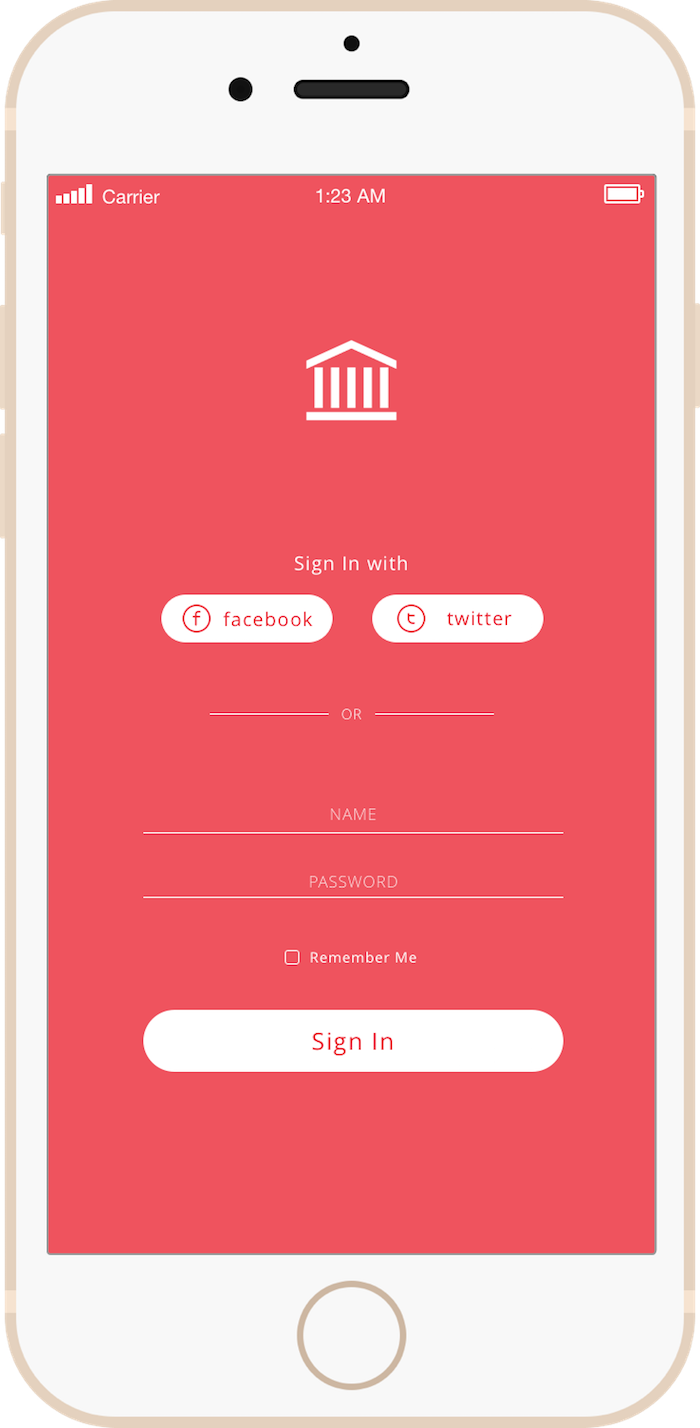 Carrier 1:23 AM
Sign In with
facebook twitter
OR
NAME
PASSWORD
Remember Me
Sign In